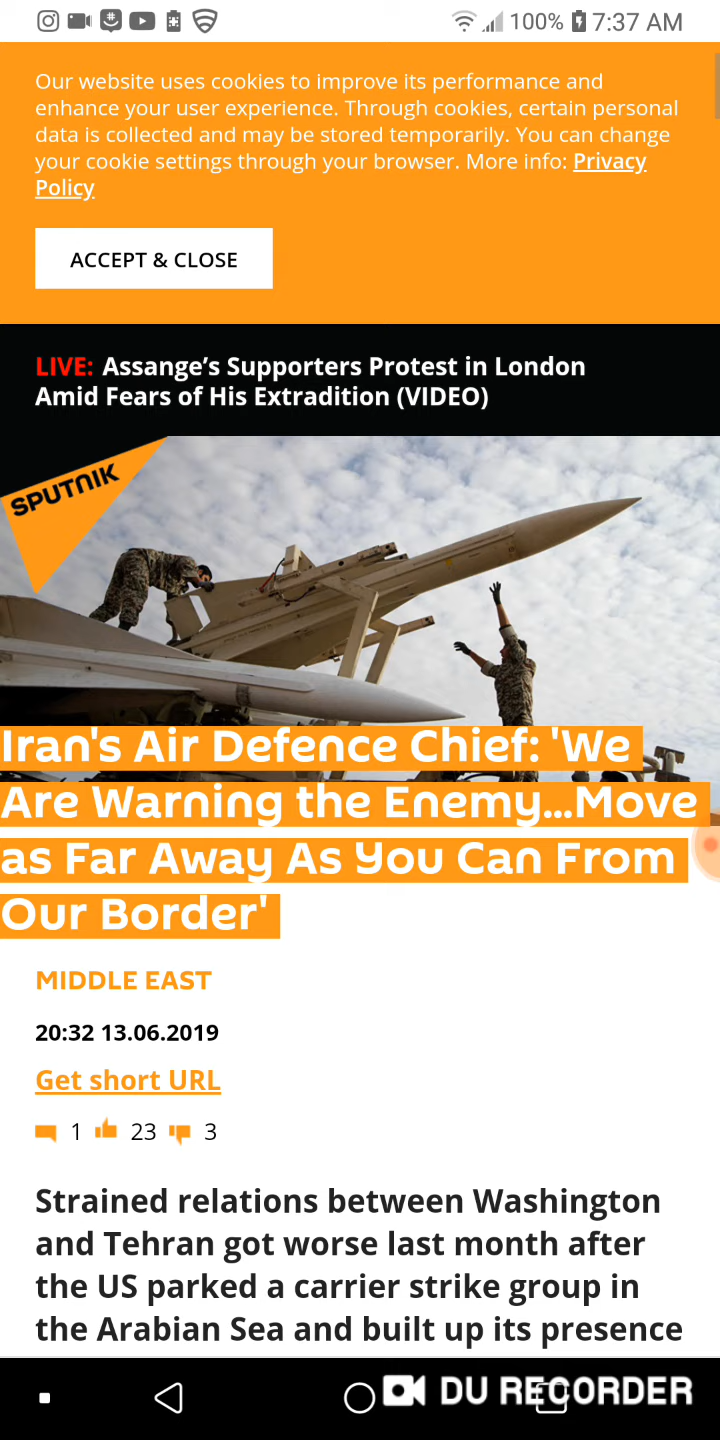 100% 7:37 AM
Our website uses cookies to improve its performance and
enhance your user experience. Through cookies, certain personal
data is collected and may be stored temporarily. You can change
your cookie settings through your browser. More info: Privacy
Policy
ACCEPT & CLOSE
LIVE: Assange’s Supporters Protest in London
Amid Fears of His Extradition (VIDEO)
SPUTNIK
Iran's Air Defence Chief: 'We
Are Warning the Enemy...Move
as Far Away As You Can From
Our Border'
MIDDLE EAST
20:32 13.06.2019
Get short URL
1 23 3
Strained relations between Washington
and Tehran got worse last month after
the US parked a carrier strike group in
the Arabian Sea and built up its presence
DU RECORDER